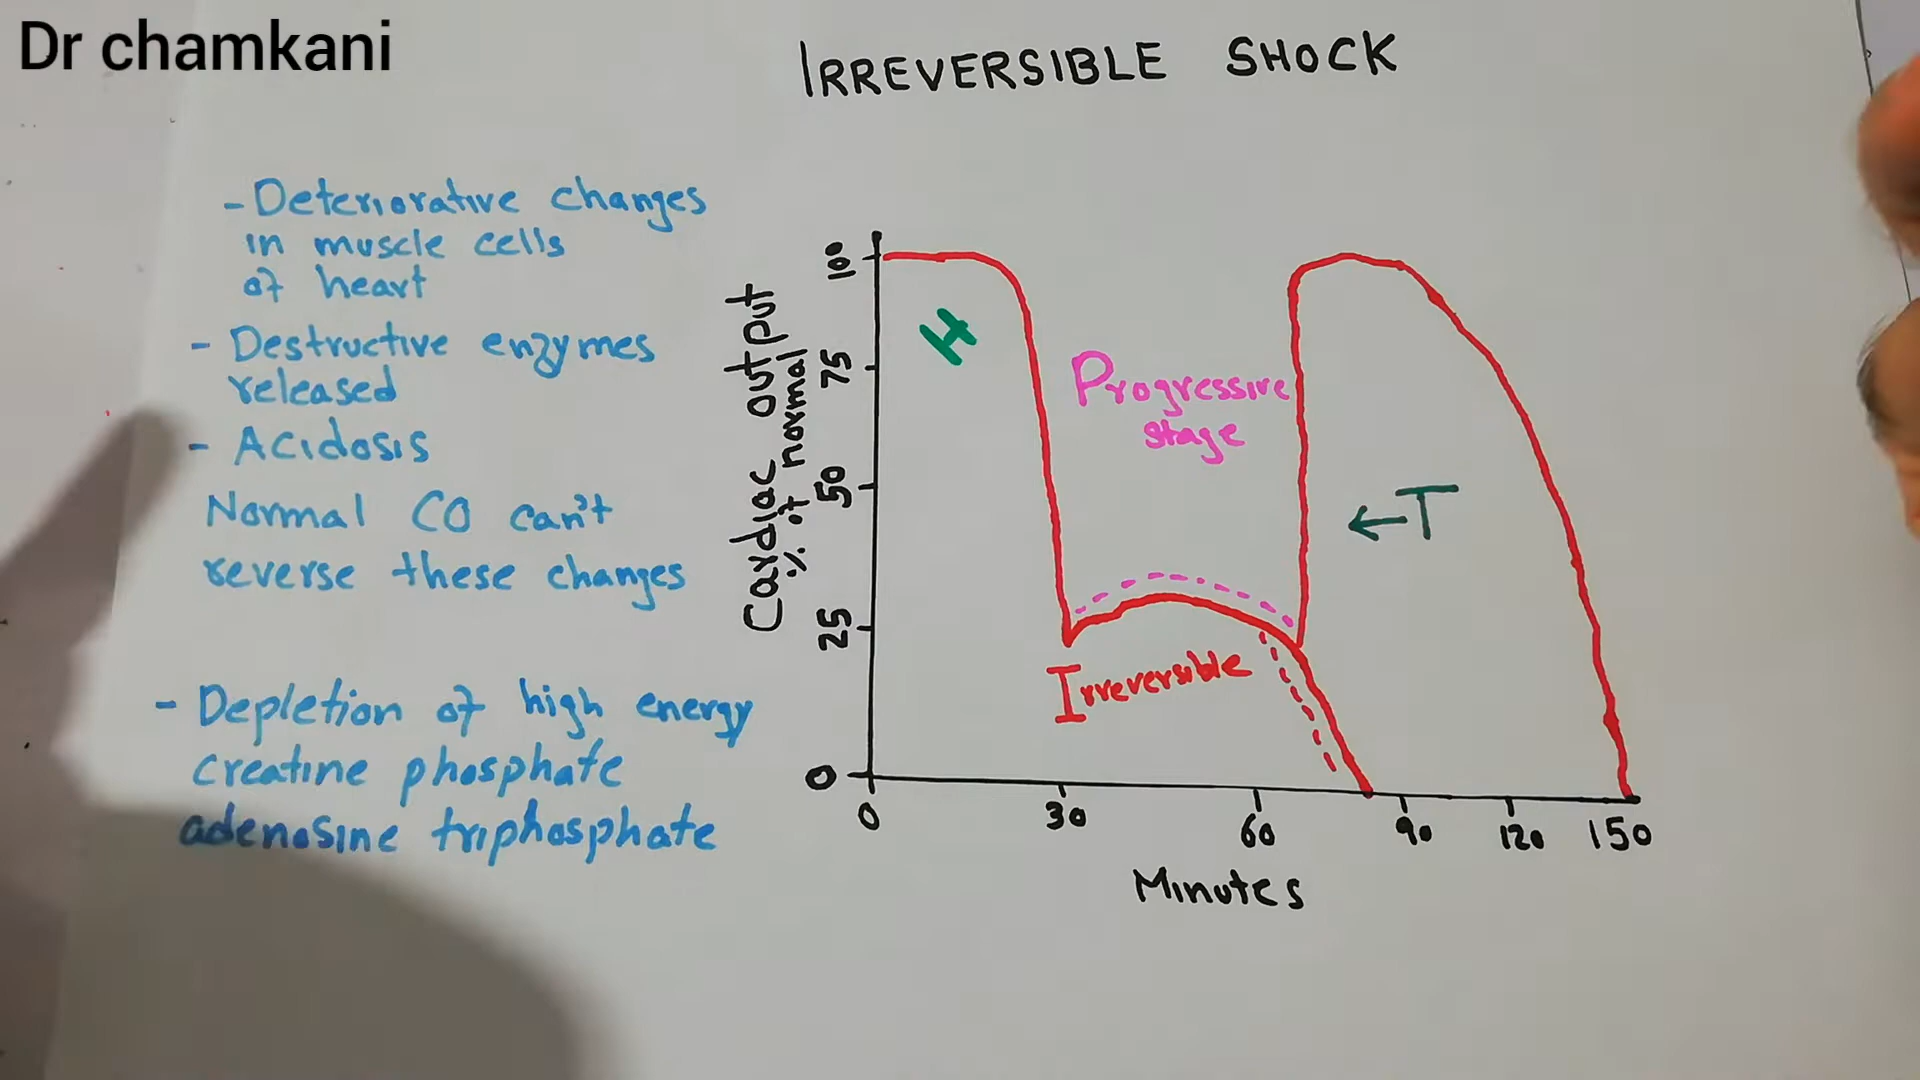 Dr chamkani
IRREVERSIBLE SHOCK
- Deteriorative changes
in muscle cells
of heart
- Destructive enzymes
released
- Acidosis
Normal CO can't
reverse these changes
- Depletion of high energy
creatine phosphate
adenosine triphosphate
Cardiac output
% of normal
100
75
50
25
0
H
Progressive
stage
← T
Irreversible
0 30 60 90 120 150
Minutes